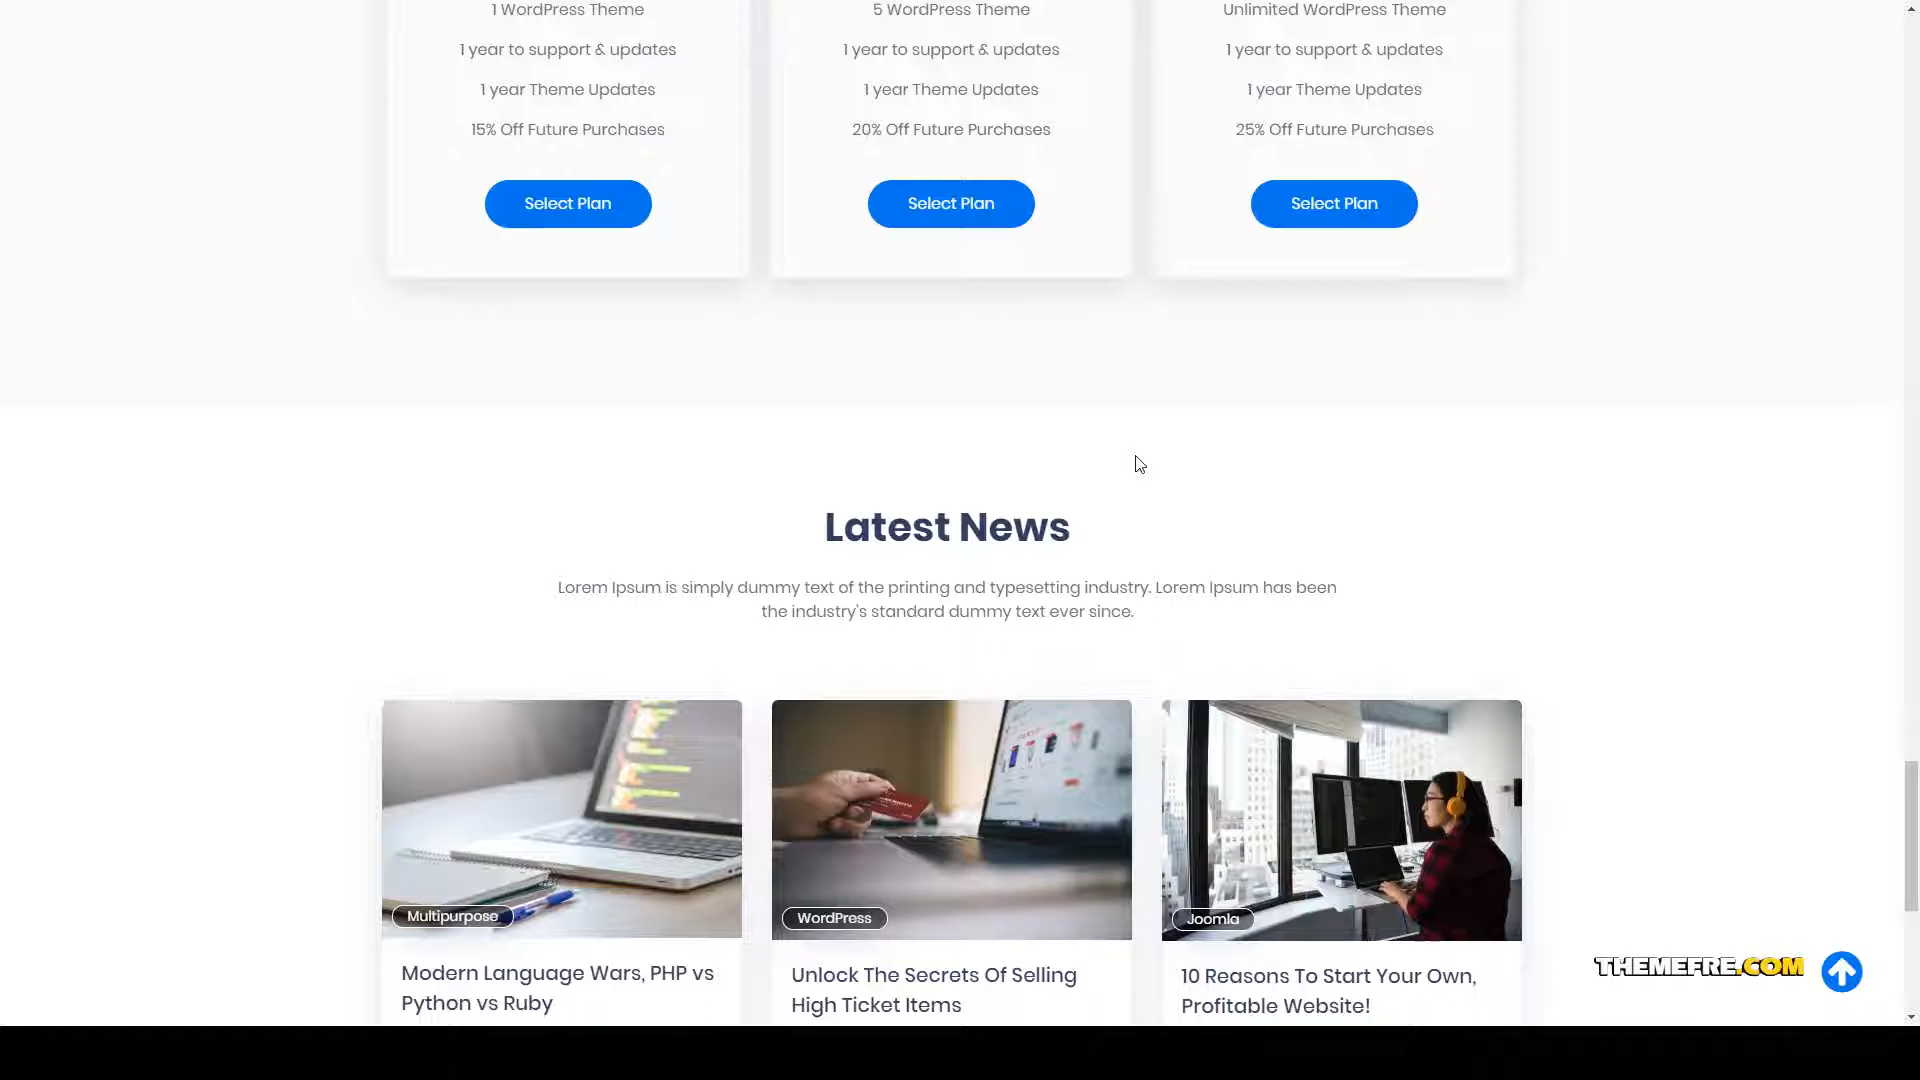 1 WordPress Theme
5 WordPress Theme
Unlimited WordPress Theme
1 year to support & updates
1 year to support & updates
1 year to support & updates
1 year Theme Updates
1 year Theme Updates
1 year Theme Updates
15% Off Future Purchases
20% Off Future Purchases
25% Off Future Purchases
Select Plan
Select Plan
Select Plan
Latest News
Lorem Ipsum is simply dummy text of the printing and typesetting industry. Lorem Ipsum has been
the industry's standard dummy text ever since.
Multipurpose
WordPress
Joomla
Modern Language Wars, PHP vs
Python vs Ruby
Unlock The Secrets Of Selling
High Ticket Items
10 Reasons To Start Your Own,
Profitable Website!
THEMEFRE.COM